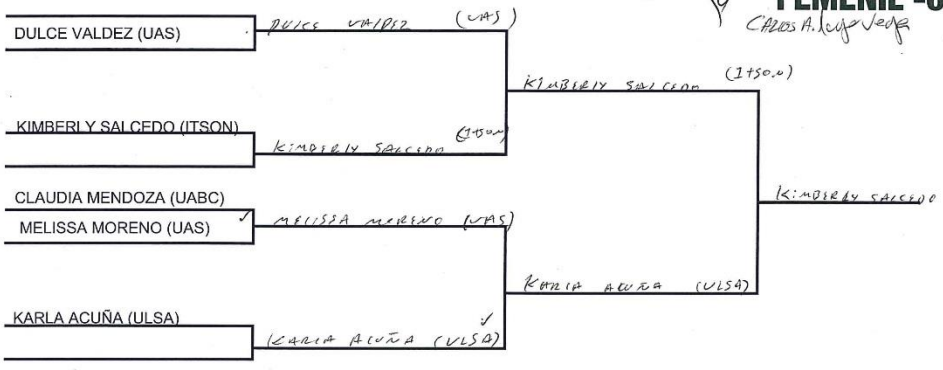 FEMENIL -
CARLOS A. Vega
DULCE VALDEZ (UAS)
DULCE VALDEZ (UAS)
KIMBERLY SALCEDO (ITSON)
KIMBERLY SALCEDO (ITSON)
KIMBERLY SALCEDO (ITSON)
CLAUDIA MENDOZA (UABC)
MELISSA MORENO (UAS)
MELISSA MORENO (UAS)
KARLA ACUÑA (ULSA)
KARLA ACUÑA (ULSA)
KARLA ACUÑA (ULSA)
KIMBERLY SALCEDO